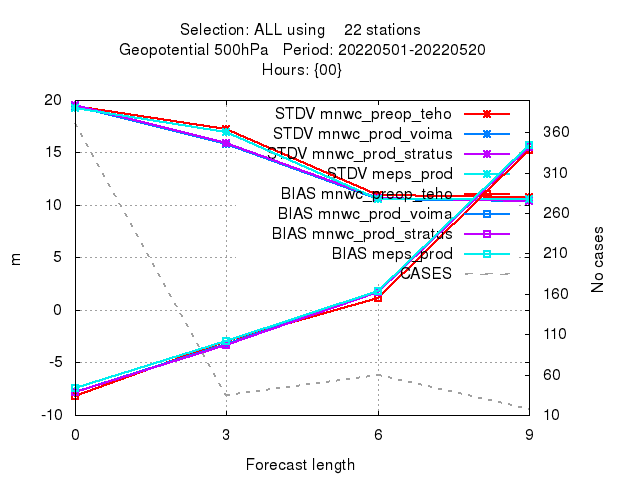 Selection: ALL using    22 stations
Geopotential 500hPa   Period: 20220501-20220520
Hours: {00}
20
15
10
5
0
-5
-10
m
STDV mnwc_preop_teho
STDV mnwc_prod_voima
STDV mnwc_prod_stratus
STDV meps_prod
BIAS mnwc_preop_teho
BIAS mnwc_prod_voima
BIAS mnwc_prod_stratus
BIAS meps_prod
CASES
360
310
260
210
160
110
60
10
No cases
0
3
6
9
Forecast length